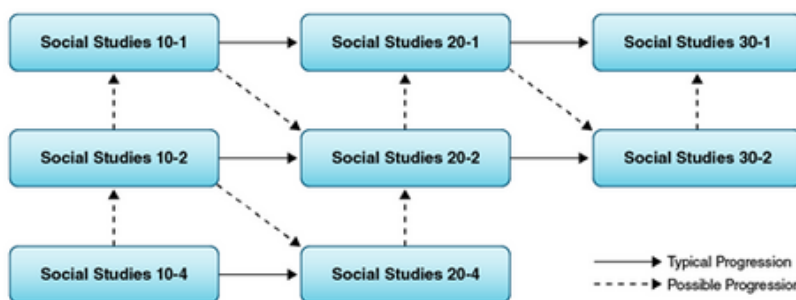 Social Studies 10-1
Social Studies 20-1
Social Studies 30-1
Social Studies 10-2
Social Studies 20-2
Social Studies 30-2
Social Studies 10-4
Social Studies 20-4
Typical Progression
Possible Progression